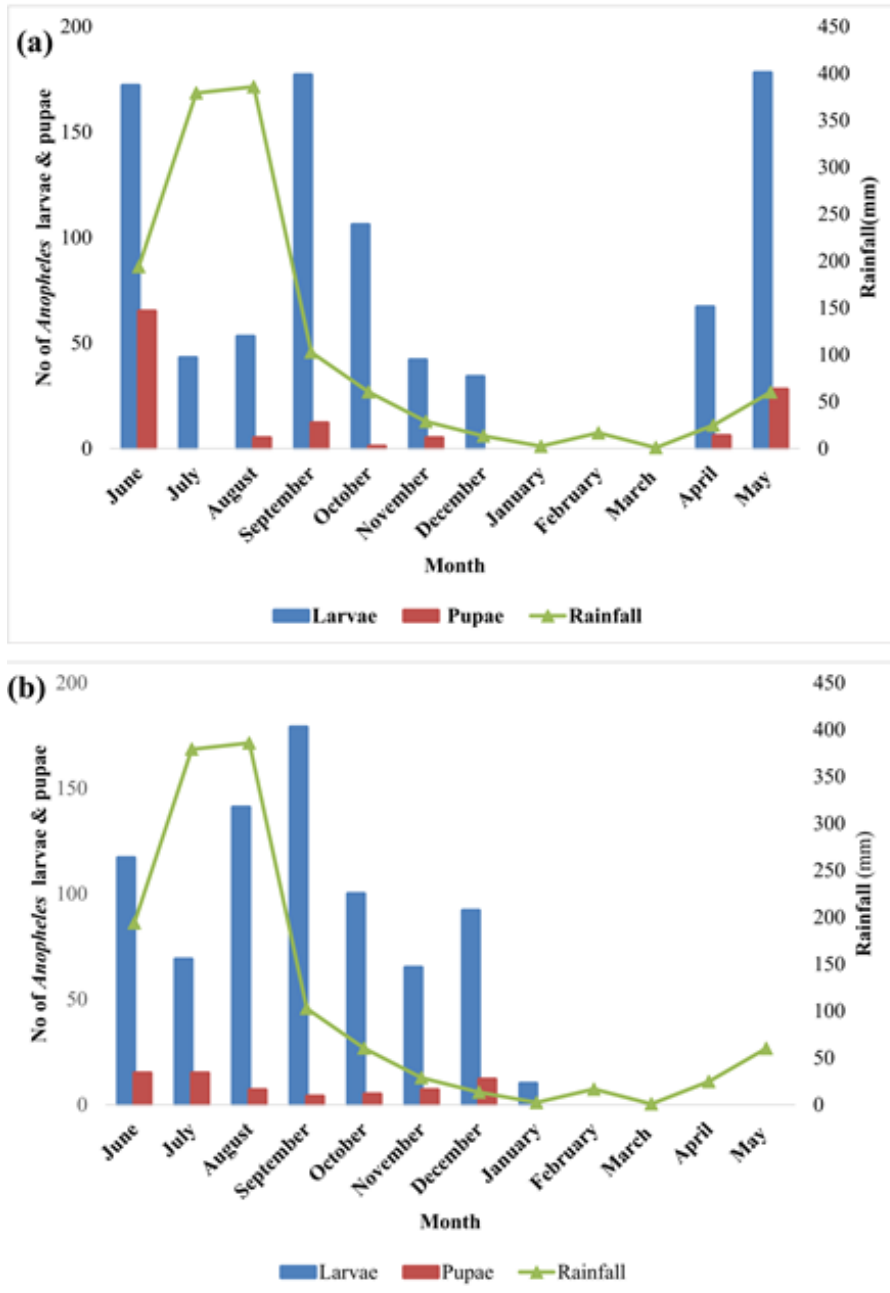 (a)
200
150
100
50
0
No of Anopheles larvae & pupae
450
400
350
300
250
200
150
100
50
0
Rainfall(mm)
June
July
August
September
October
November
December
January
February
March
April
May
Month
Larvae
Pupae
Rainfall
(b)
200
150
100
50
0
No of Anopheles larvae & pupae
450
400
350
300
250
200
150
100
50
0
Rainfall (mm)
June
July
August
September
October
November
December
January
February
March
April
May
Month
Larvae
Pupae
Rainfall